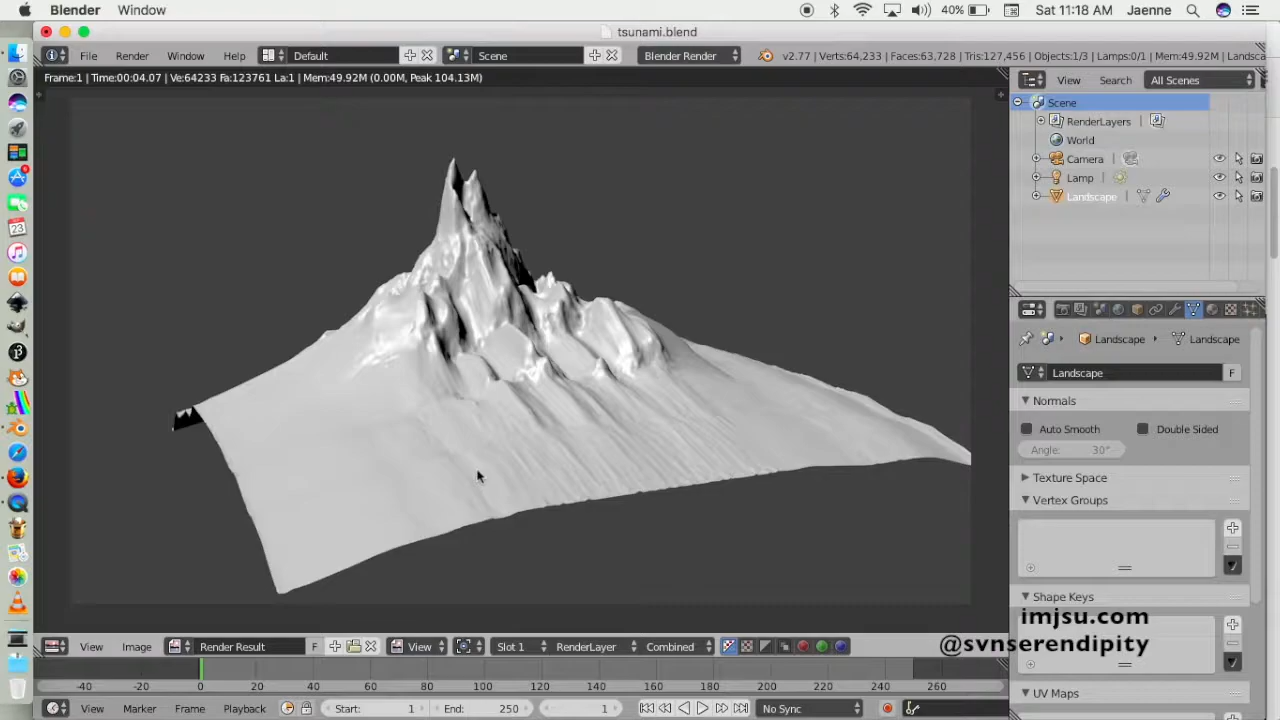 Blender Window 40% Sat 11:18 AM Jaenne
tsunami.blend
File Render Window Help Default Scene Blender Render v2.77 | Verts:64,233 | Faces:63,728 | Tris:127,456 | Objects:1/3 | Lamps:0/1 | Mem:49.92M | Landsca
Frame:1 | Time:00:04.07 | Ve:64233 Fa:123761 La:1 | Mem:49.92M (0.00M, Peak 104.13M)
View Search All Scenes
Scene
RenderLayers
World
Camera
Lamp
Landscape
Landscape Landscape
Landscape F
Normals
Auto Smooth Double Sided
Angle: 30°
Texture Space
Vertex Groups
Shape Keys
imjsu.com
@svnserendipity
View Image Render Result F View Slot 1 RenderLayer Combined
-40 -20 0 20 40 60 80 100 120 140 160 180 200 220 240 260
UV Maps
View Marker Frame Playback Start: 1 End: 250 1 No Sync